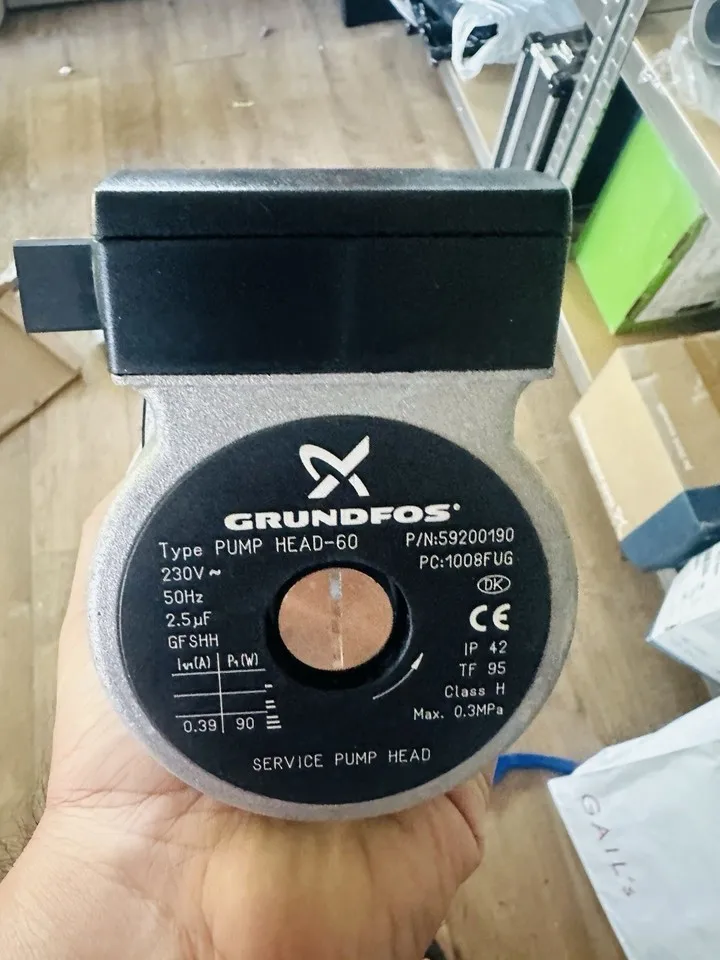 GRUNDFOS
Type PUMP HEAD-60
P/N:59200190
230V ~
PC:1008FUG
50Hz
DK
2.5µF
CE
GFSHH
IP 42
I1/1(A) P1(W)
TF 95
Class H
0.39 90
Max. 0.3MPa
SERVICE PUMP HEAD
GAIL's